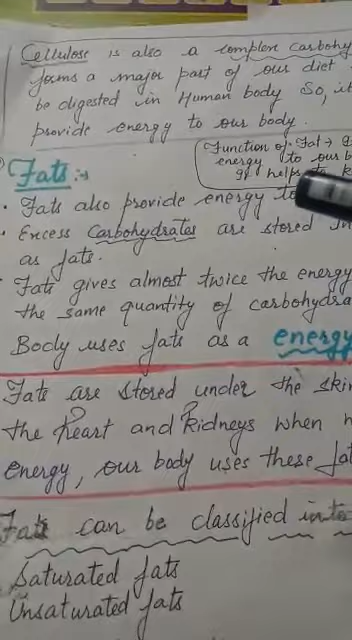 Cellulose is also a complex carbohy
forms a major part of our diet
be digested in Human body So, it
provide energy to our body.
Function of Fat → g
energy to our b
It helps to k
Fats :-
• Fats also provide energy to
• Excess Carbohydrates are stored in
as fats.
Fats gives almost twice the energy
the same quantity of carbohydra
Body uses fats as a energy
Fats are stored under the skin
the heart and kidneys when h
energy, our body uses these fat
Fats can be classified into
Saturated fats
Unsaturated fats